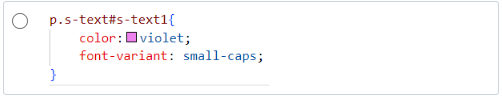 p.s-text#s-text1{
color:violet;
font-variant: small-caps;
}